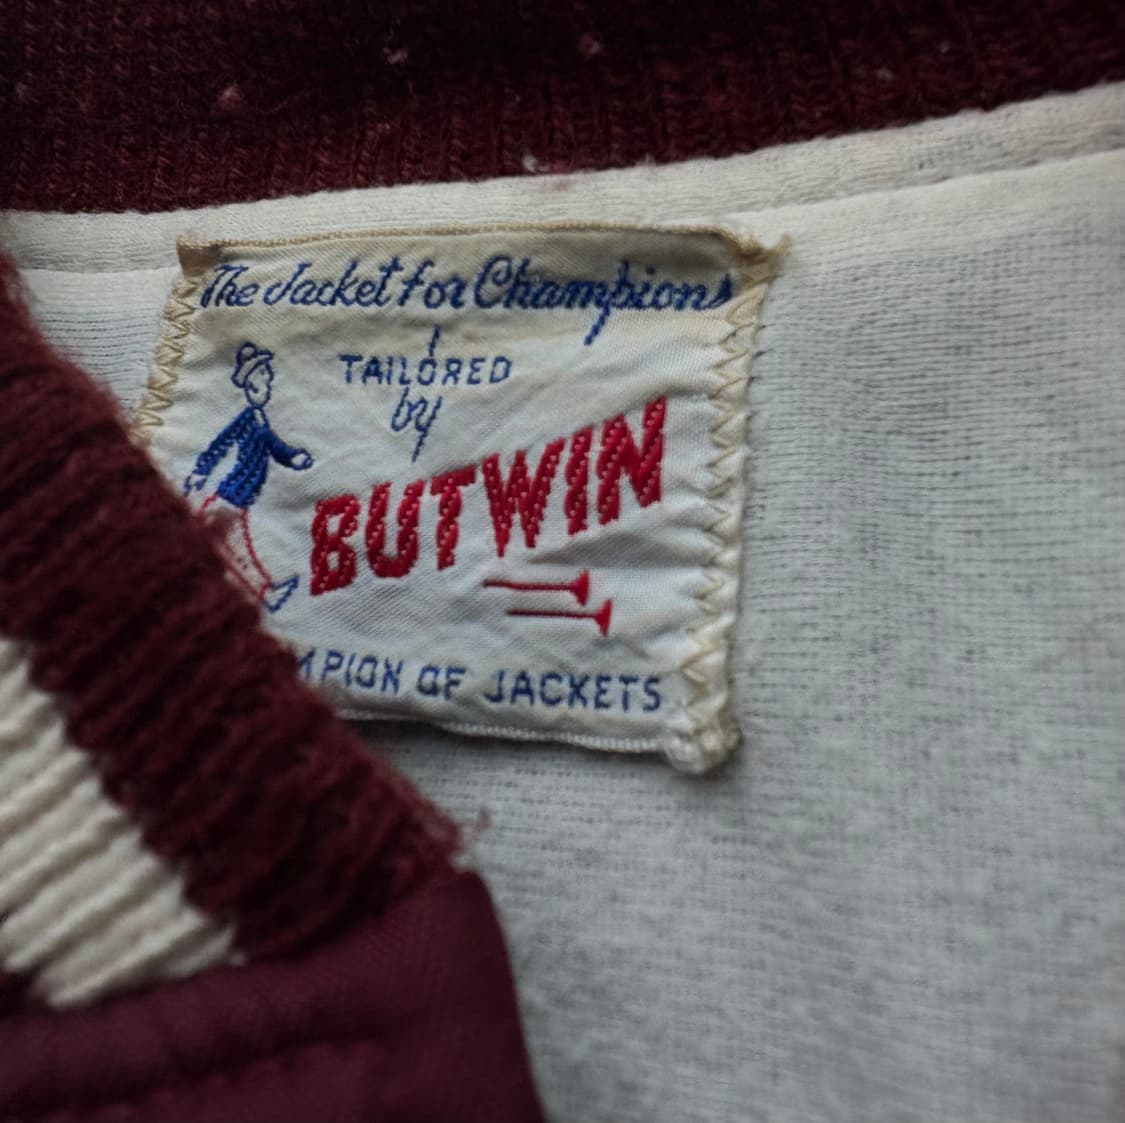 The Jacket for Champions
TAILORED
by
BUTWIN
MPION OF JACKETS